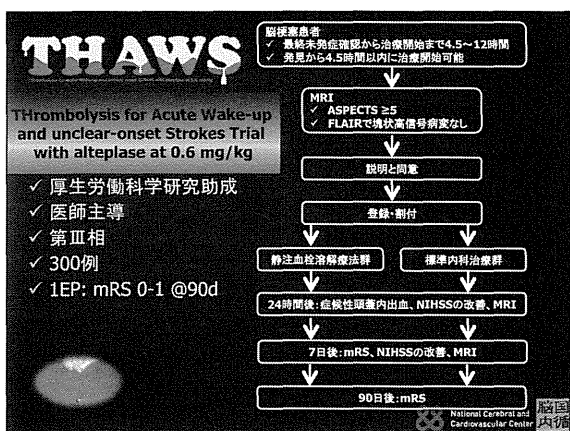 THAWS
THrombolysis for Acute Wake-up
and unclear-onset Strokes Trial
with alteplase at 0.6 mg/kg
✓ 厚生労働科学研究助成
✓ 医師主導
✓ 第Ⅲ相
✓ 300例
✓ 1EP: mRS 0-1 @90d
脳梗塞患者
✓ 最終未発症確認から治療開始まで4.5~12時間
✓ 発見から4.5時間以内に治療開始可能
MRI
✓ ASPECTS ≥5
✓ FLAIRで塊状高信号病変なし
説明と同意
登録・割付
静注血栓溶解療法群
標準内科治療群
24時間後:症候性頭蓋内出血、NIHSSの改善、MRI
7日後:mRS、NIHSSの改善、MRI
90日後:mRS
National Cerebral and
Cardiovascular Center
脳国
内循